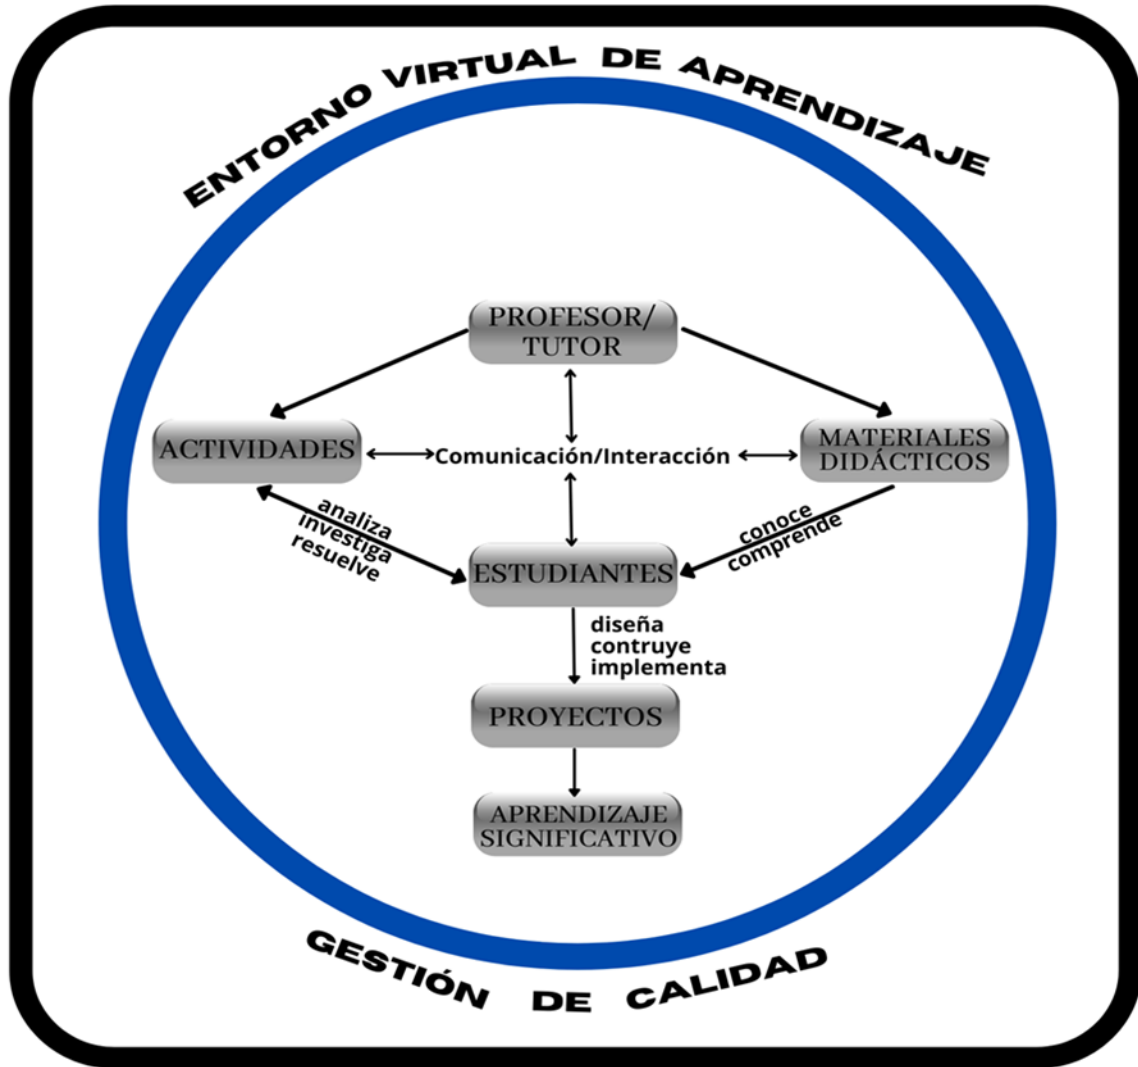 ENTORNO VIRTUAL DE APRENDIZAJE
PROFESOR/
TUTOR
ACTIVIDADES
Comunicación/Interacción
MATERIALES
DIDÁCTICOS
analiza
investiga
resuelve
conoce
comprende
ESTUDIANTES
diseña
contruye
implementa
PROYECTOS
APRENDIZAJE
SIGNIFICATIVO
GESTIÓN DE CALIDAD